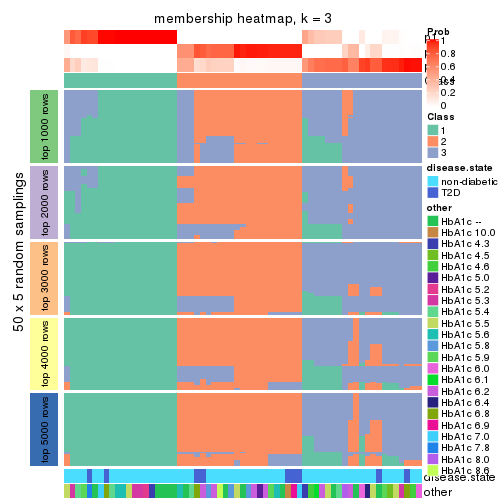 membership heatmap, k = 3
50 x 5 random samplings
top 1000 rows
top 2000 rows
top 3000 rows
top 4000 rows
top 5000 rows
Prob
1
0.8
0.6
0.4
0.2
0
Class
1
2
3
disease.state
non-diabetic
T2D
other
HbA1c --
HbA1c 10.0
HbA1c 4.3
HbA1c 4.5
HbA1c 4.6
HbA1c 5.0
HbA1c 5.2
HbA1c 5.3
HbA1c 5.4
HbA1c 5.5
HbA1c 5.6
HbA1c 5.8
HbA1c 5.9
HbA1c 6.0
HbA1c 6.1
HbA1c 6.2
HbA1c 6.4
HbA1c 6.8
HbA1c 6.9
HbA1c 7.0
HbA1c 7.8
HbA1c 8.0
HbA1c 8.6
disease.state
other